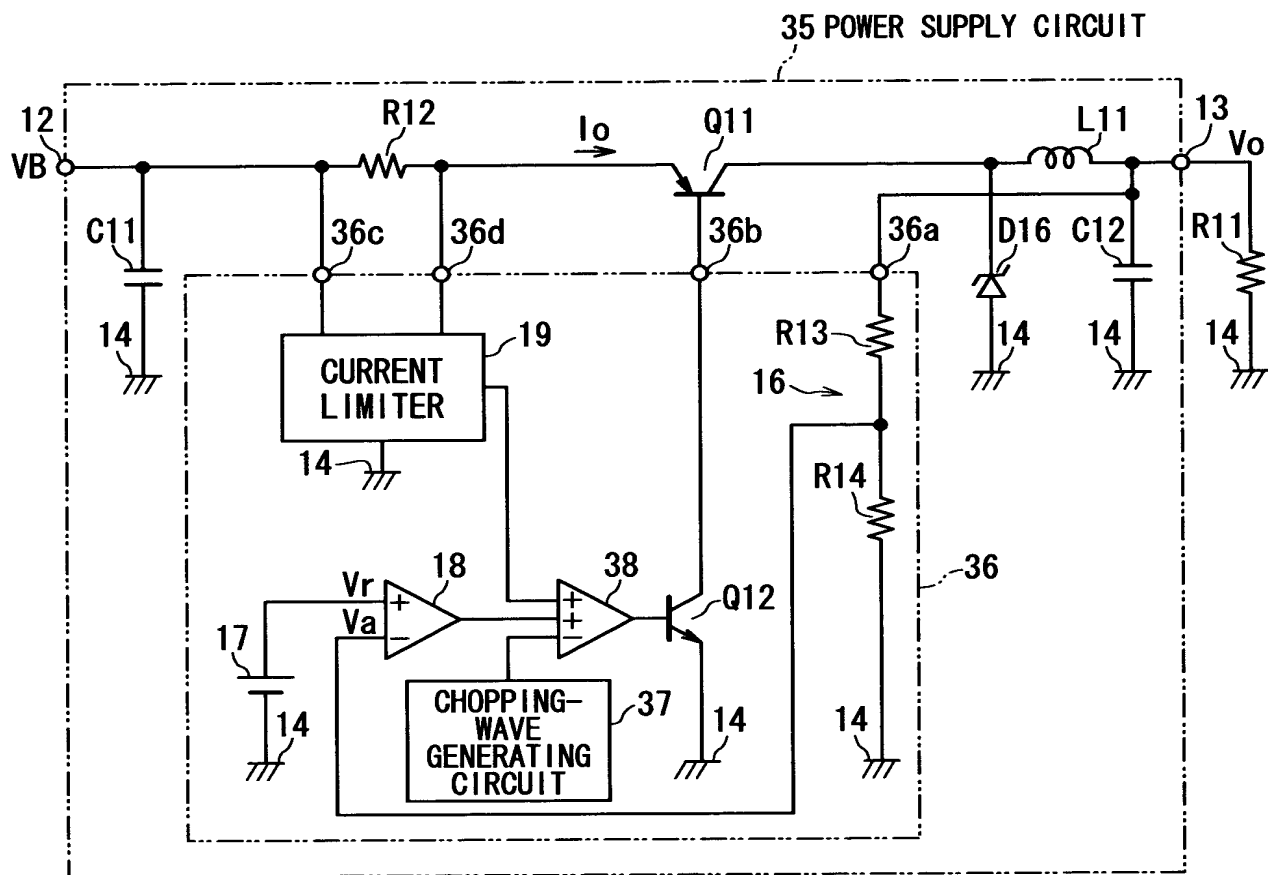 35 POWER SUPPLY CIRCUIT
12
VB
R12
Io
Q11
L11
13
Vo
C11
36c
36d
36b
36a
D16
C12
R11
14
19
CURRENT
LIMITER
14
R13
16
14
14
14
R14
Vr
Va
18
38
Q12
36
17
14
CHOPPING-
WAVE
GENERATING
CIRCUIT
37
14
14
+
−
+
+
−